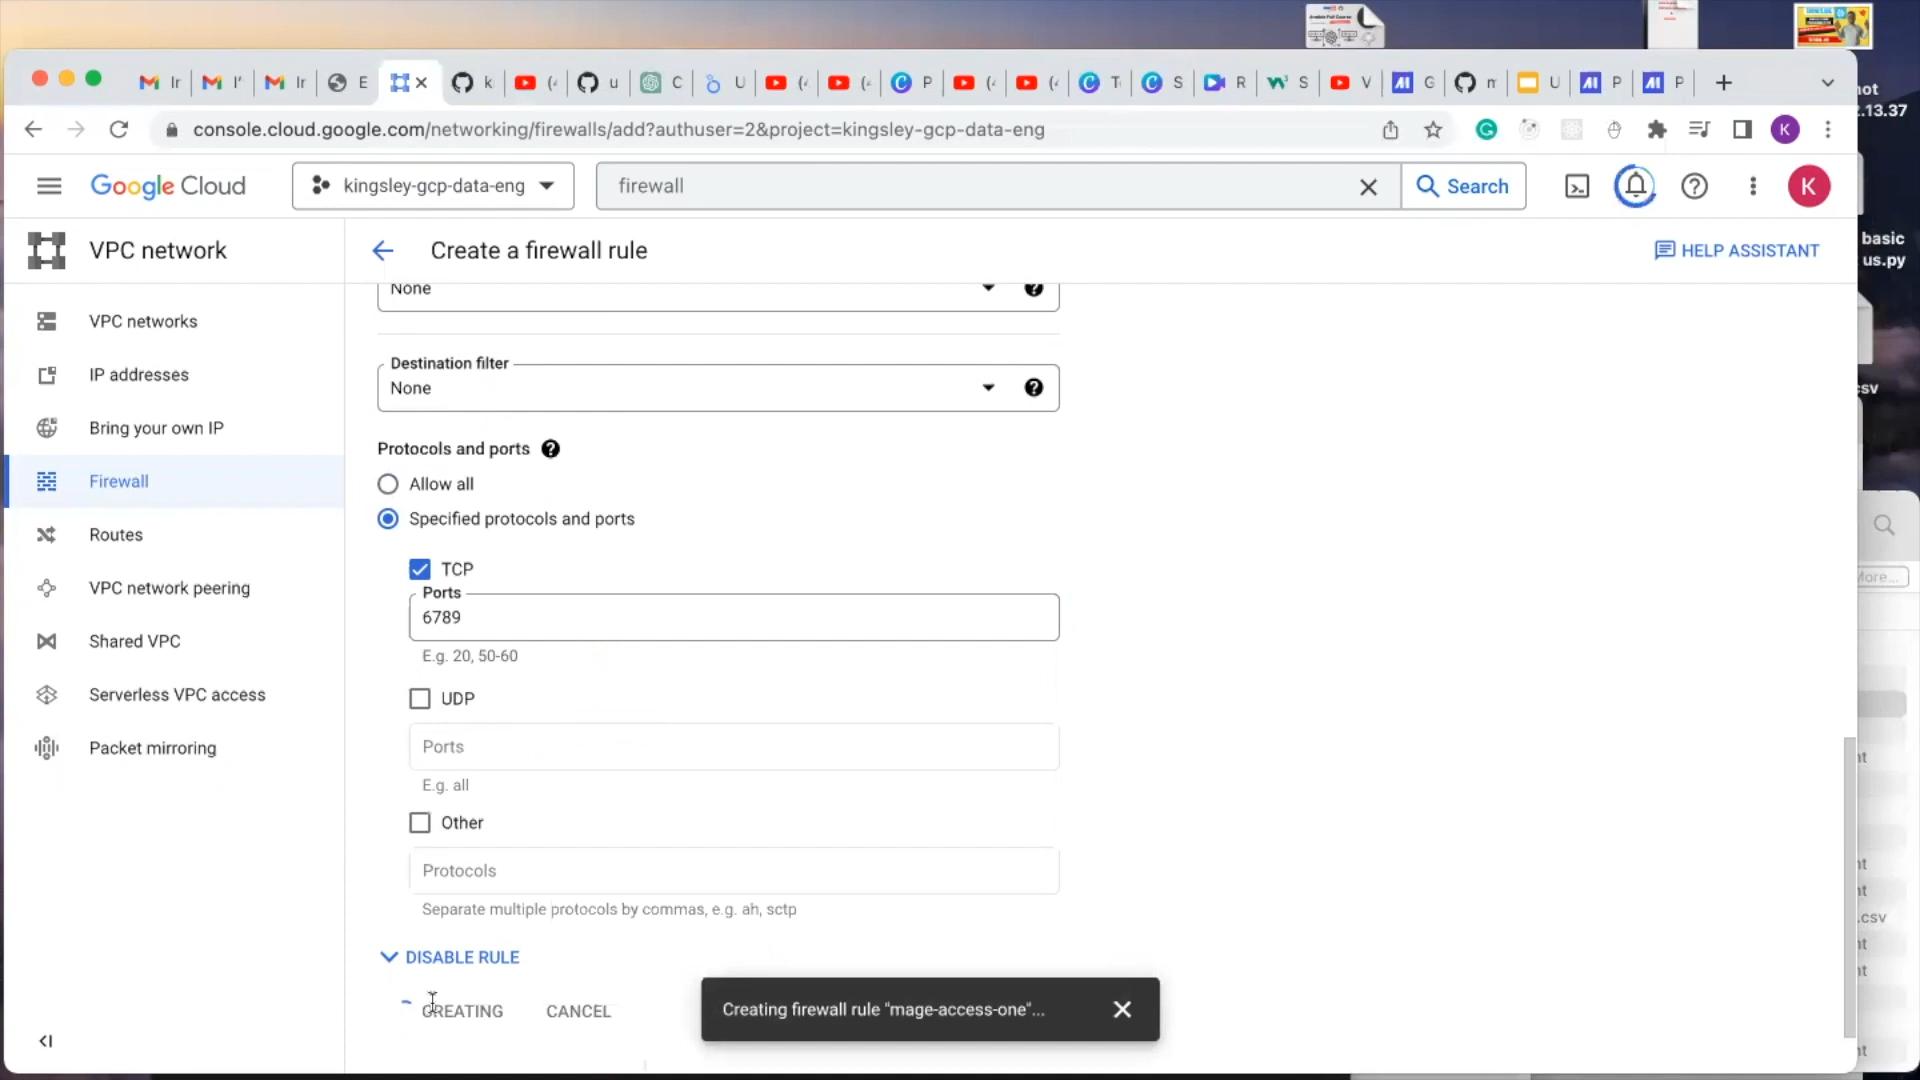 not
.13.37
Ir
I'
Ir
E
k
(
u
C
U
(
(
P
(
(
T
S
R
S
V
G
n
U
P
P
console.cloud.google.com/networking/firewalls/add?authuser=2&project=kingsley-gcp-data-eng
K
Google Cloud
kingsley-gcp-data-eng
firewall
Search
K
VPC network
Create a firewall rule
HELP ASSISTANT
basic
us.py
None
VPC networks
IP addresses
Bring your own IP
Firewall
Routes
VPC network peering
Shared VPC
Serverless VPC access
Packet mirroring
Destination filter
None
Protocols and ports
Allow all
Specified protocols and ports
TCP
Ports
6789
E.g. 20, 50-60
UDP
Ports
E.g. all
Other
Protocols
Separate multiple protocols by commas, e.g. ah, sctp
DISABLE RULE
CREATING
CANCEL
Creating firewall rule "mage-access-one"...
More...
.csv